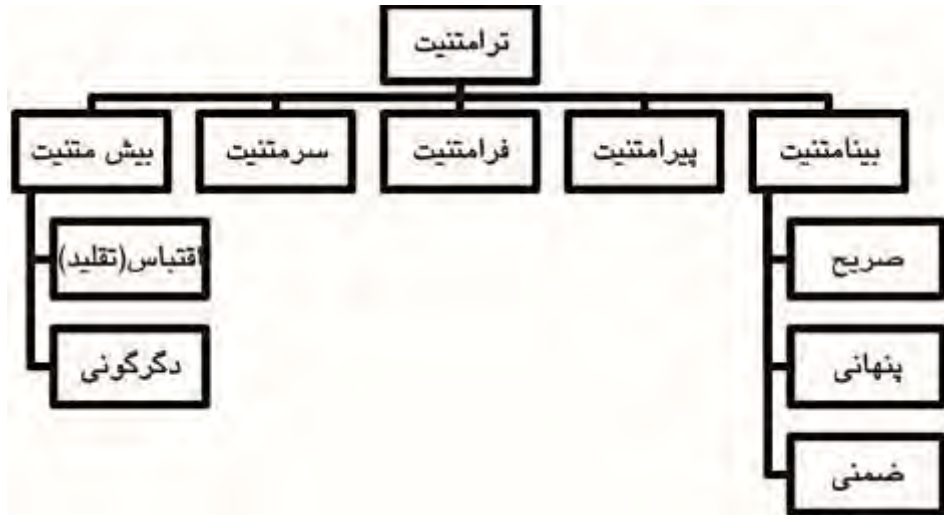 ترامتنیت
بینامتنیت
پیرامتنیت
فرامتنیت
سرمتنیت
بیش متنیت
صریح
پنهانی
ضمنی
اقتباس(تقلید)
دگرگونی